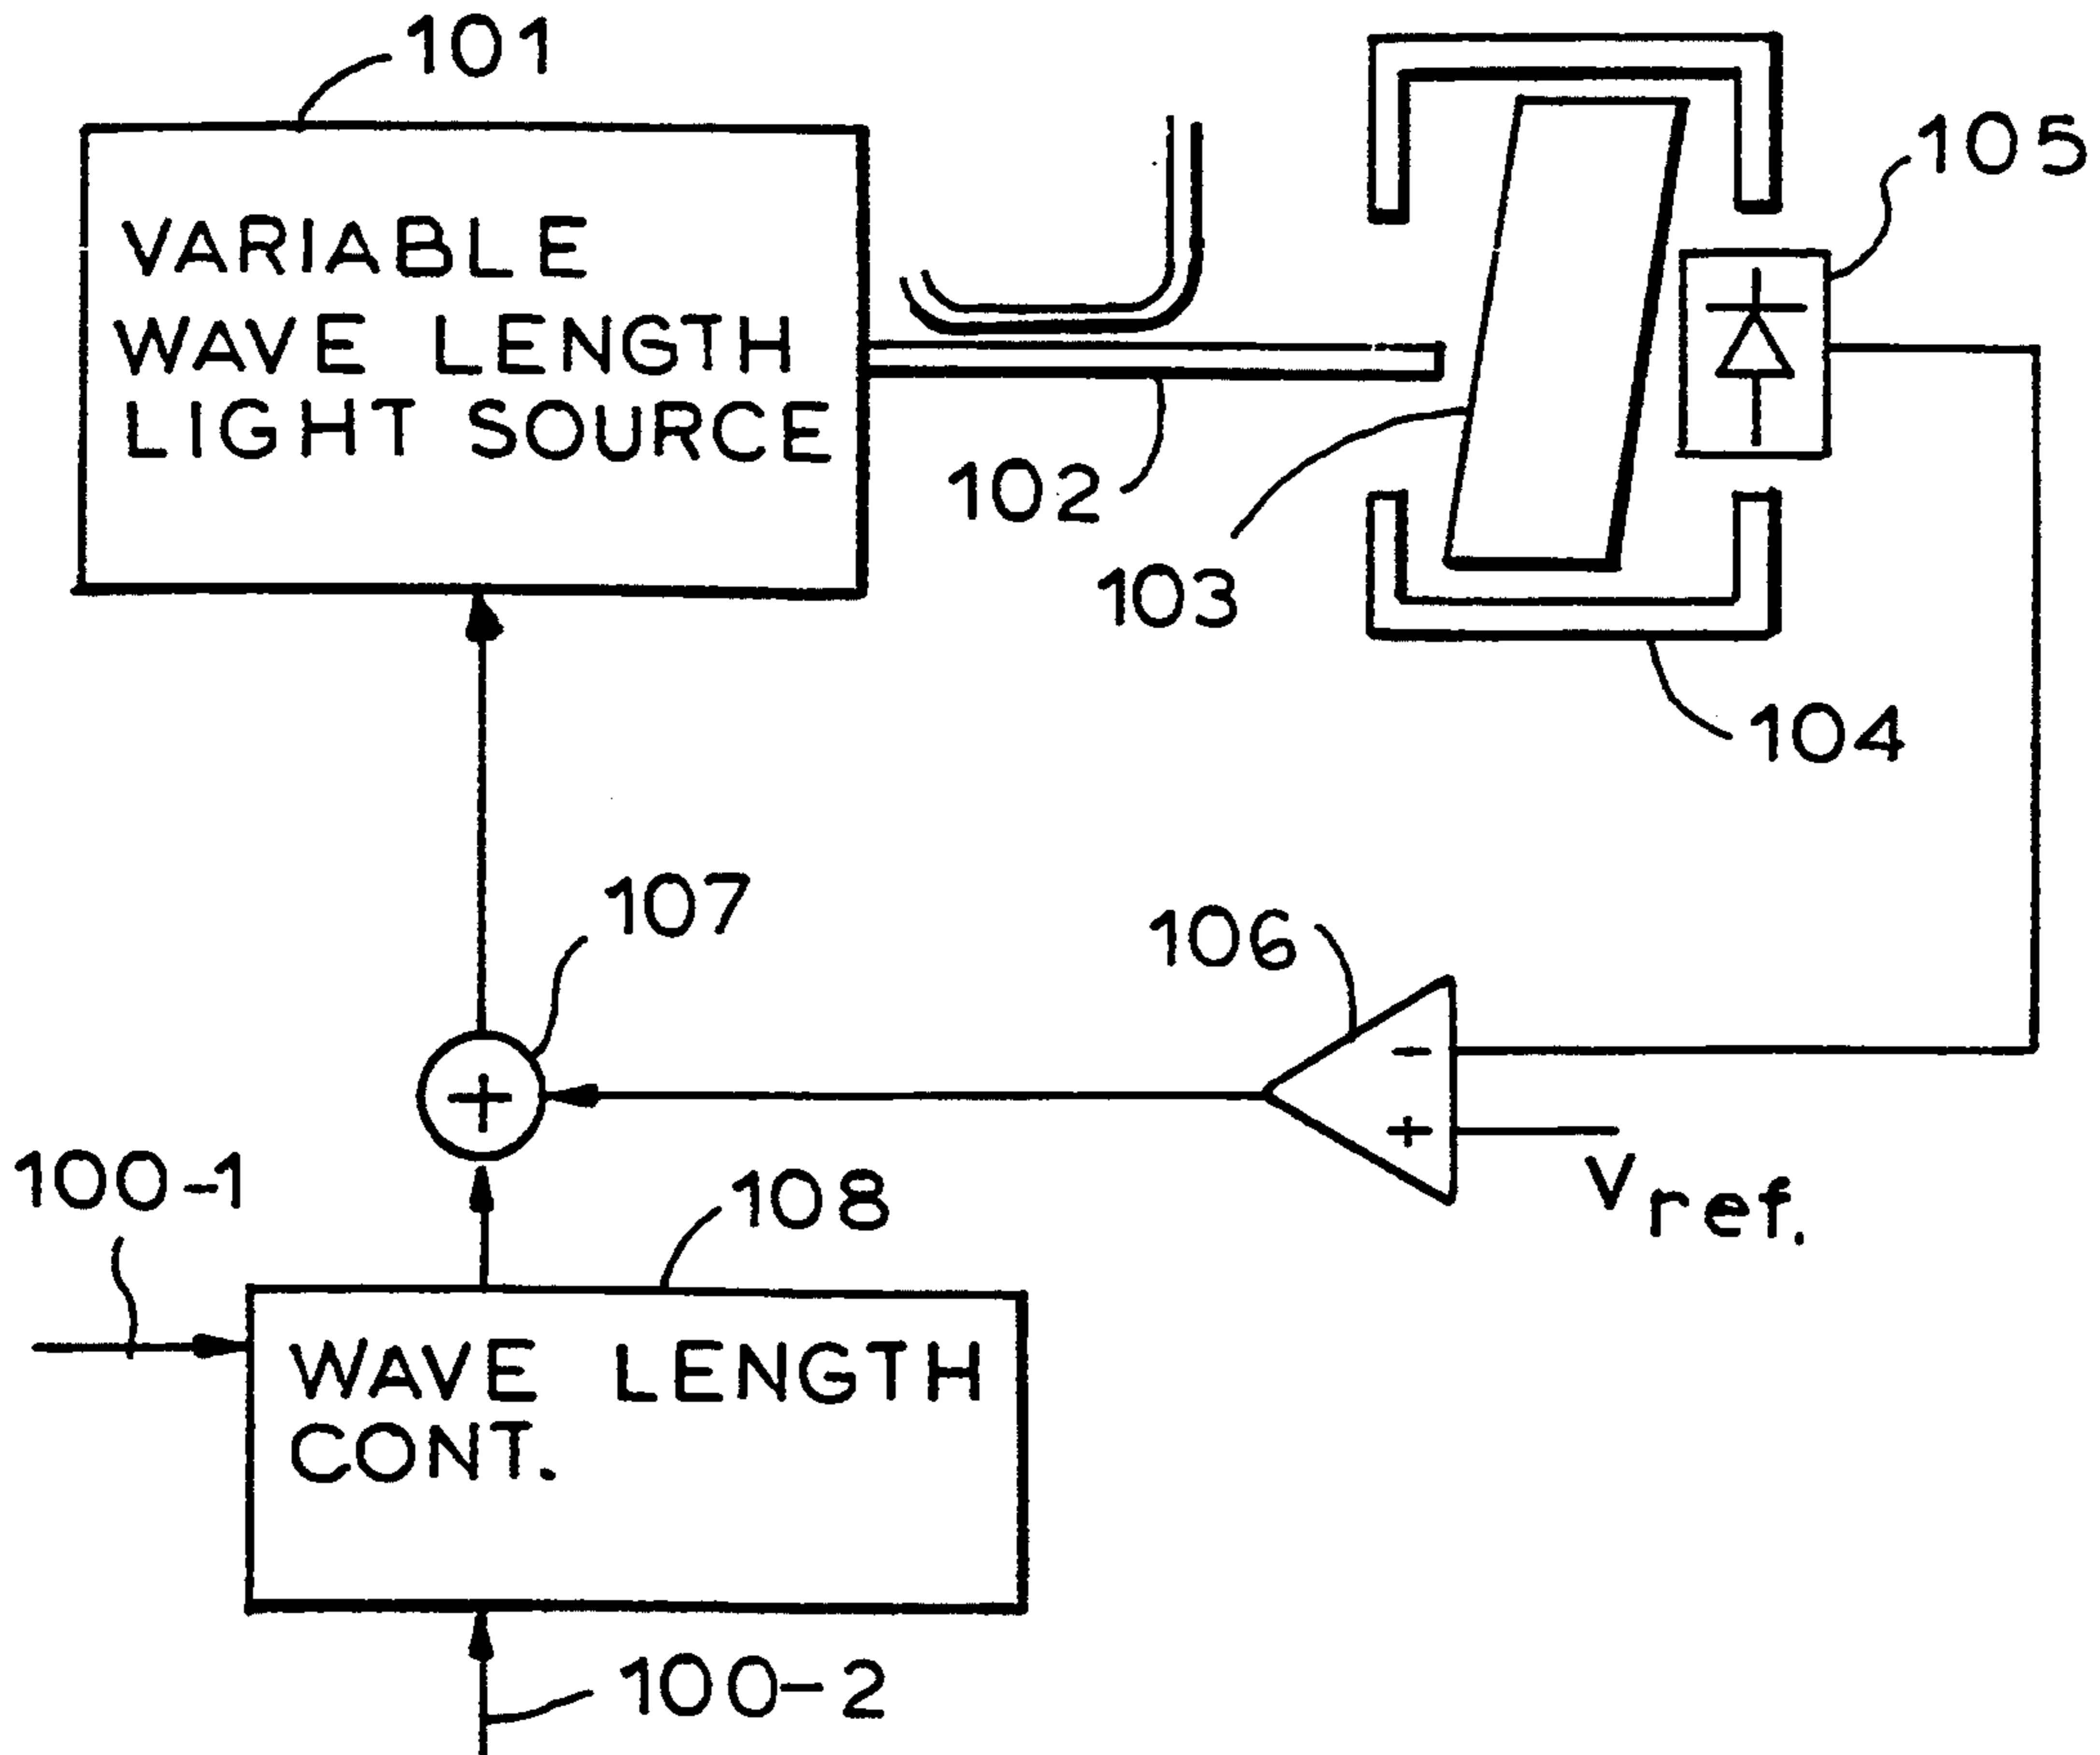 101
105
VARIABLE
WAVE LENGTH
LIGHT SOURCE
102
103
104
107
106
-
+
+
Vref.
100-1
108
WAVE LENGTH
CONT.
100-2